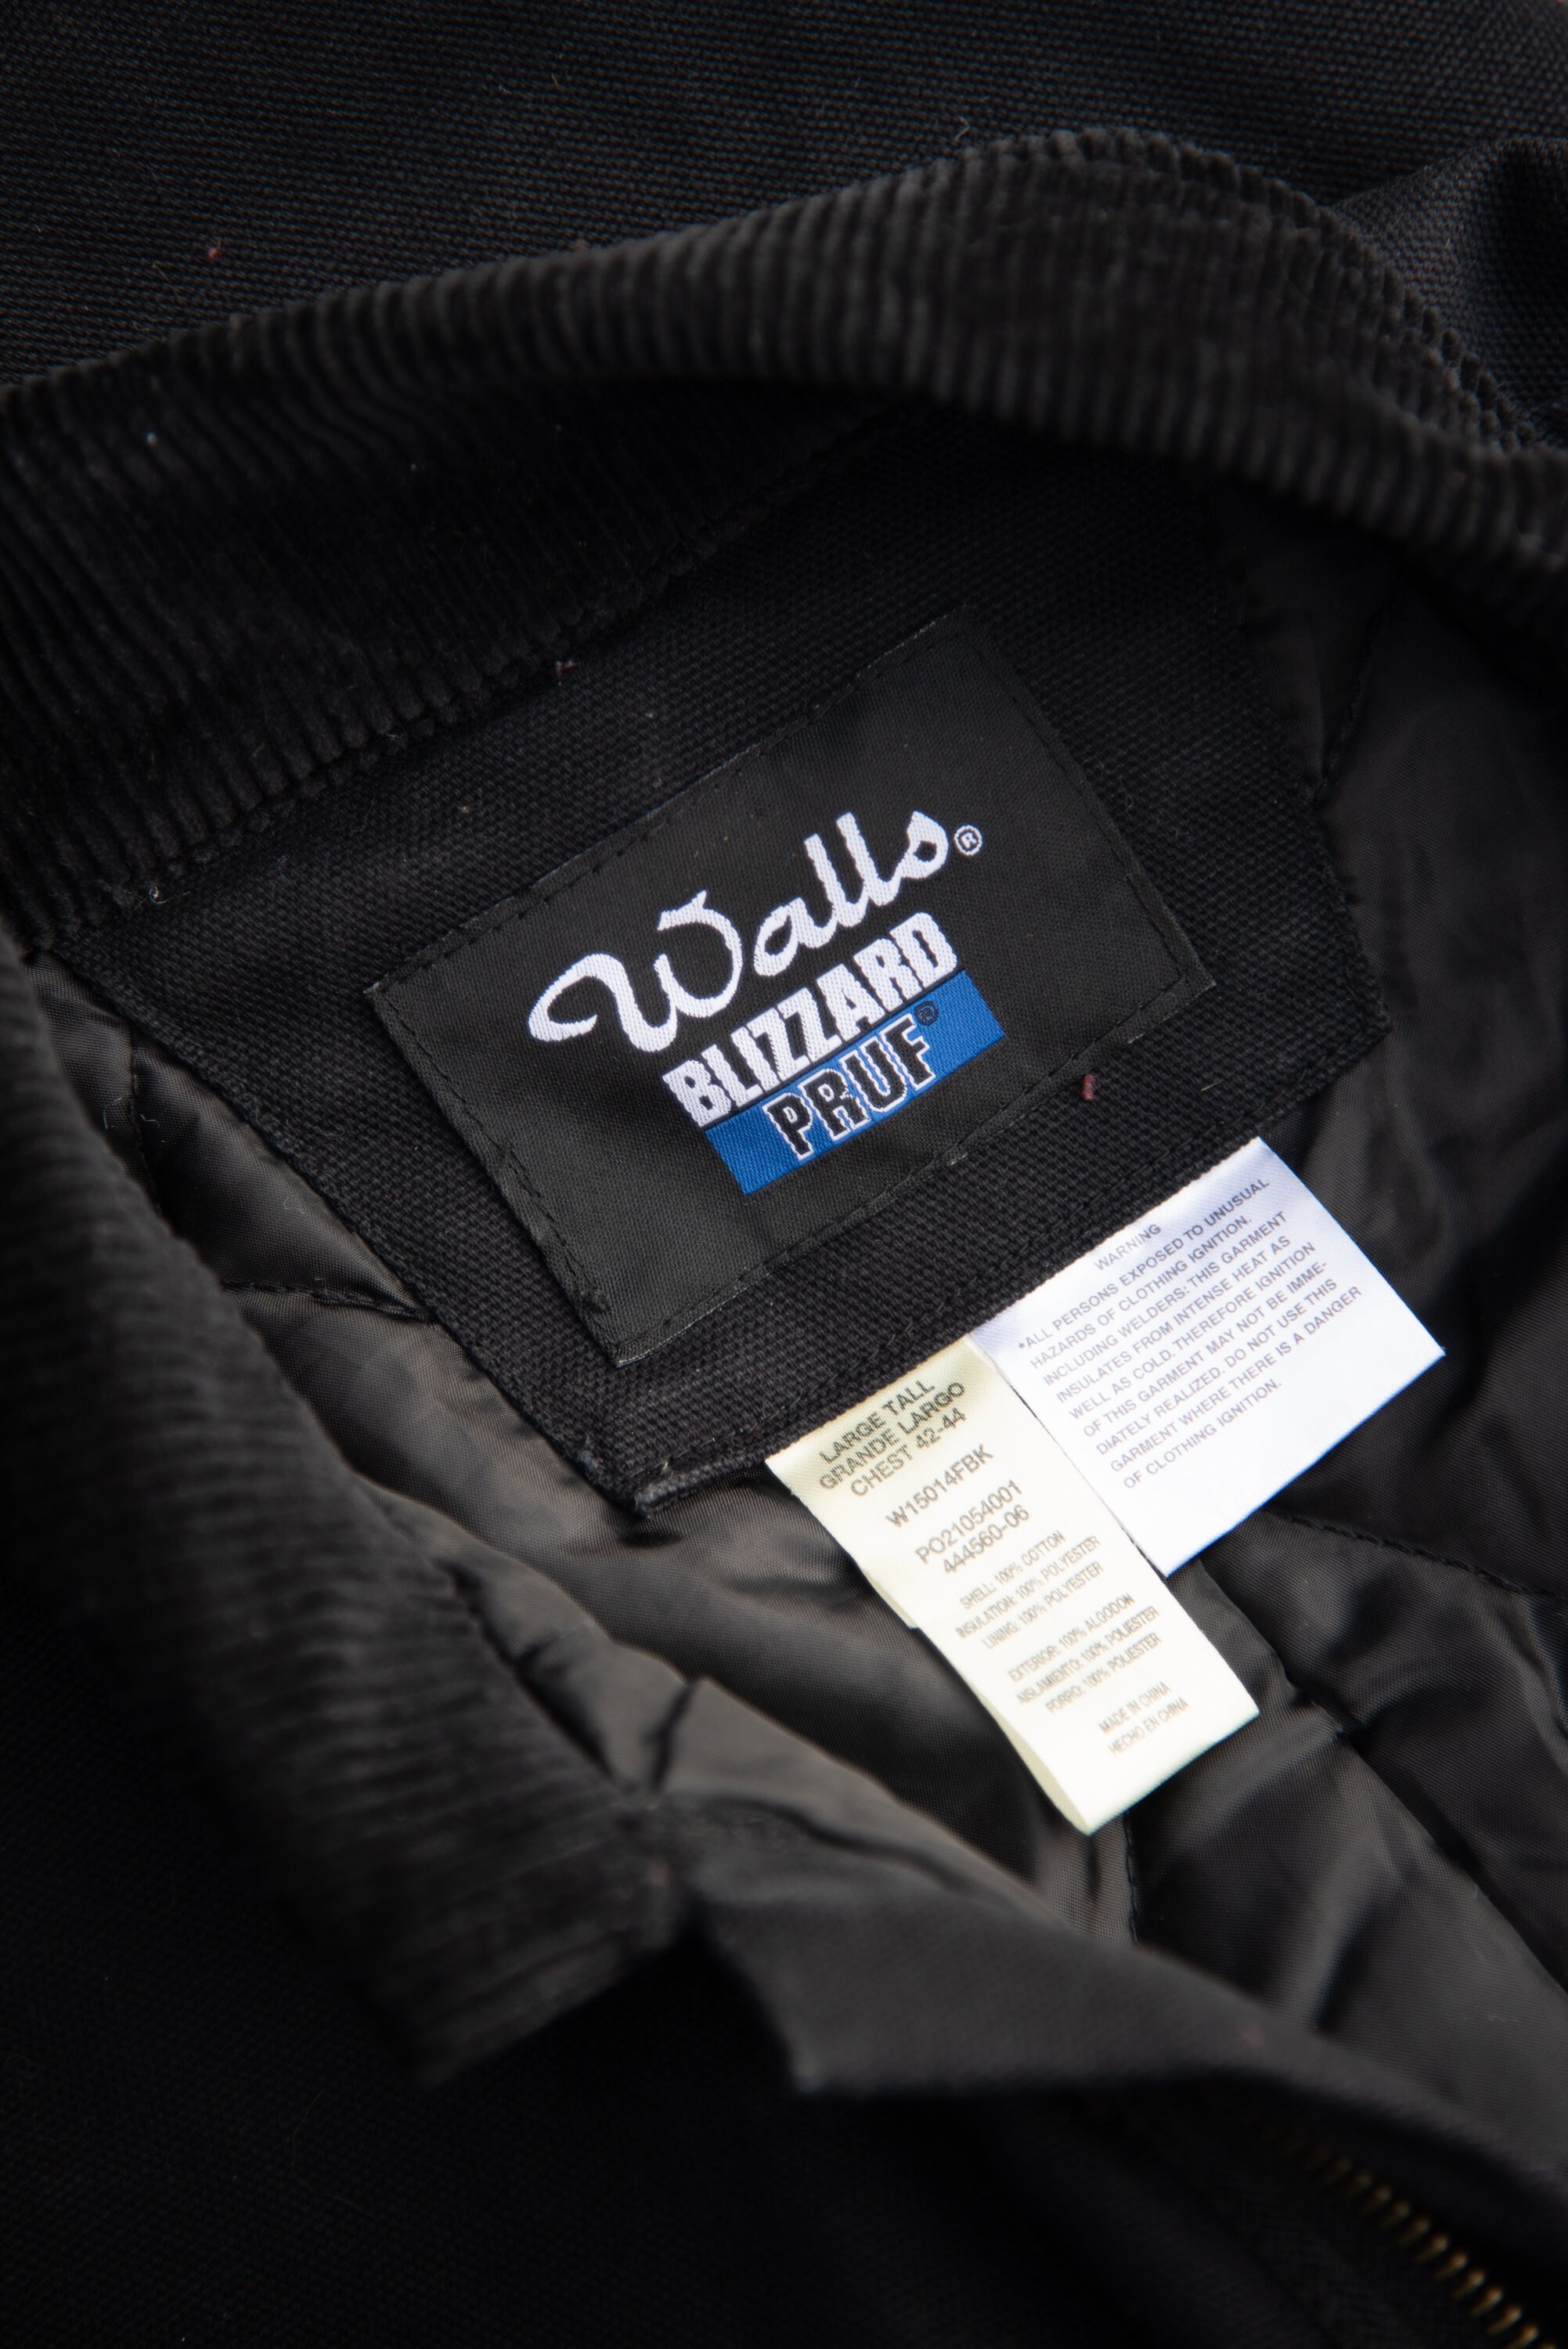 Walls®
BLIZZARD
PRUF®
WARNING
*ALL PERSONS EXPOSED TO UNUSUAL
HAZARDS OF CLOTHING IGNITION.
INCLUDING WELDERS: THIS GARMENT
INSULATES FROM INTENSE HEAT AS
WELL AS COLD. THEREFORE IGNITION
OF THIS GARMENT MAY NOT BE IMME-
DIATELY REALIZED. DO NOT USE THIS
GARMENT WHERE THERE IS A DANGER
OF CLOTHING IGNITION.
LARGE TALL
GRANDE LARGO
CHEST 42-44
W15014FBK
PO21054001
444560-06
SHELL: 100% COTTON
INSULATION: 100% POLYESTER
LINING: 100% POLYESTER
EXTERIOR: 100% ALGODON
AISLAMIENTO: 100% POLIESTER
FORRO: 100% POLIESTER
MADE IN CHINA
HECHO EN CHINA